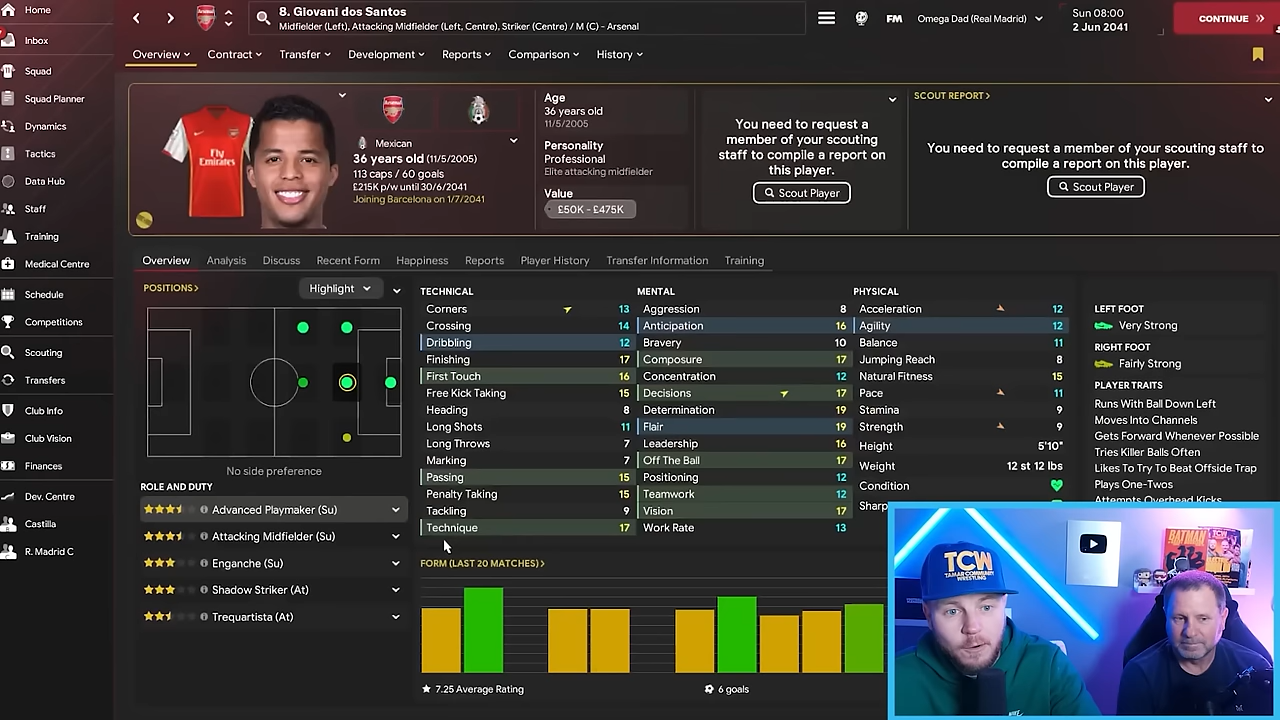 Home
Inbox
Squad
Squad Planner
Dynamics
Tactics
Data Hub
Staff
Training
Medical Centre
Schedule
Competitions
Scouting
Transfers
Club Info
Club Vision
Finances
Dev. Centre
Castilla
R. Madrid C
8. Giovani dos Santos
Midfielder (Left), Attacking Midfielder (Left, Centre), Striker (Centre) / M (C) - Arsenal
FM
Omega Dad (Real Madrid)
Sun 08:00
2 Jun 2041
CONTINUE
Overview
Contract
Transfer
Development
Reports
Comparison
History
Fly
Emirates
Mexican
36 years old (11/5/2005)
113 caps / 60 goals
£215K p/w until 30/6/2041
Joining Barcelona on 1/7/2041
Age
36 years old
11/5/2005
Personality
Professional
Elite attacking midfielder
Value
£50K - £475K
You need to request a
member of your scouting
staff to compile a report on
this player.
Scout Player
SCOUT REPORT >
You need to request a member of your scouting staff to
compile a report on this player.
Scout Player
Overview
Analysis
Discuss
Recent Form
Happiness
Reports
Player History
Transfer Information
Training
POSITIONS >
Highlight
No side preference
ROLE AND DUTY
Advanced Playmaker (Su)
Attacking Midfielder (Su)
Enganche (Su)
Shadow Striker (At)
Trequartista (At)
TECHNICAL
Corners 13
Crossing 14
Dribbling 12
Finishing 17
First Touch 16
Free Kick Taking 15
Heading 8
Long Shots 11
Long Throws 7
Marking 7
Passing 15
Penalty Taking 15
Tackling 9
Technique 17
MENTAL
Aggression 8
Anticipation 16
Bravery 10
Composure 17
Concentration 12
Decisions 17
Determination 19
Flair 19
Leadership 16
Off The Ball 17
Positioning 12
Teamwork 12
Vision 17
Work Rate 13
PHYSICAL
Acceleration 12
Agility 12
Balance 11
Jumping Reach 8
Natural Fitness 15
Pace 11
Stamina 9
Strength 9
Height 5'10"
Weight 12 st 12 lbs
Condition
Sharp
LEFT FOOT
Very Strong
RIGHT FOOT
Fairly Strong
PLAYER TRAITS
Runs With Ball Down Left
Moves Into Channels
Gets Forward Whenever Possible
Tries Killer Balls Often
Likes To Try To Beat Offside Trap
Plays One-Twos
Attempts Overhead Kicks
FORM (LAST 20 MATCHES) >
7.25 Average Rating
6 goals
TCW
TAMAR COMMUNITY
WRESTLING
BATMAN